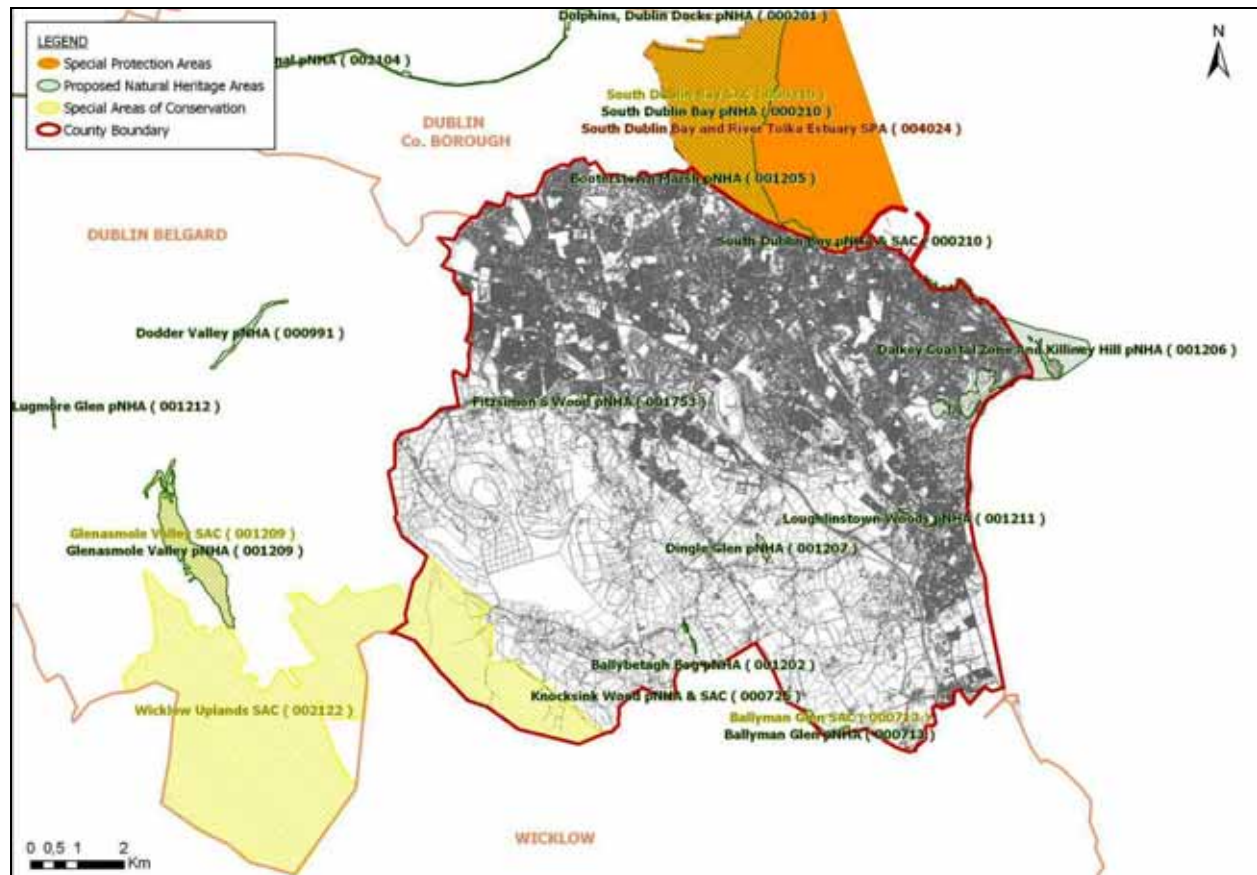 Dolphins, Dublin Docks pNHA ( 000201 )
LEGEND
Special Protection Areas
Proposed Natural Heritage Areas
Special Areas of Conservation
County Boundary
nal pNHA ( 002104 )
N
South Dublin Bay
South Dublin Bay pNHA ( 000210 )
South Dublin Bay and River Tolka Estuary SPA ( 004024 )
DUBLIN
Co. BOROUGH
Booterstown Marsh pNHA ( 001205 )
DUBLIN BELGARD
South Dublin Bay pNHA & SAC ( 000210 )
Dodder Valley pNHA ( 000991 )
Dalkey Coastal Zone And Killiney Hill pNHA ( 001206 )
Lugmore Glen pNHA ( 001212 )
Fitzsimon's Wood pNHA ( 001753 )
Loughlinstown Woods pNHA ( 001211 )
Glenasmole Valley SAC ( 001209 )
Glenasmole Valley pNHA ( 001209 )
Dingle Glen pNHA ( 001207 )
Ballybetagh Bog pNHA ( 001202 )
Knocksink Wood pNHA & SAC ( 000725 )
Wicklow Uplands SAC ( 002122 )
Ballyman Glen SAC ( 000713 )
Ballyman Glen pNHA ( 000713 )
WICKLOW
0 0,5 1 2
Km